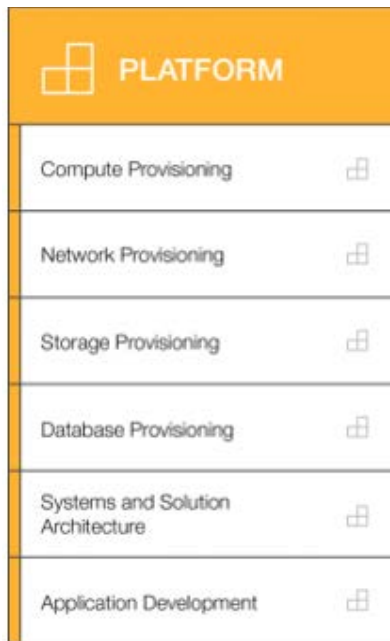 PLATFORM
Compute Provisioning
Network Provisioning
Storage Provisioning
Database Provisioning
Systems and Solution
Architecture
Application Development